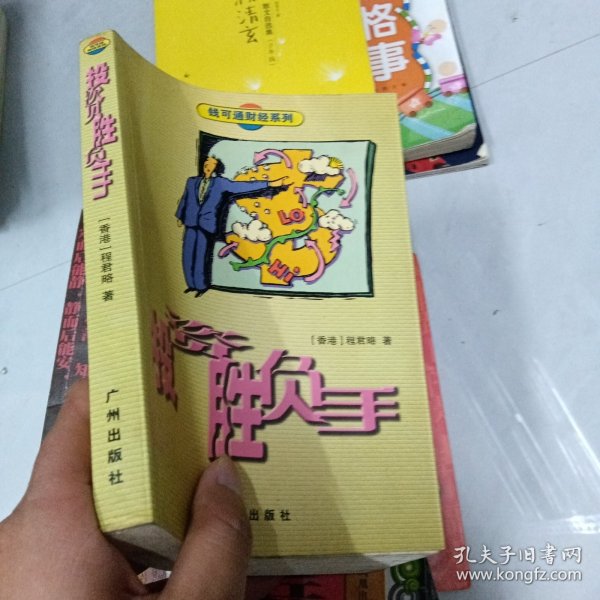 投资胜负手
[香港]程君略 著
广州出版社
钱可通财经系列
LO
HI
[香港]程君略 著
投资胜负手
出版社
格
事
孔夫子旧书网
www.kongfz.com